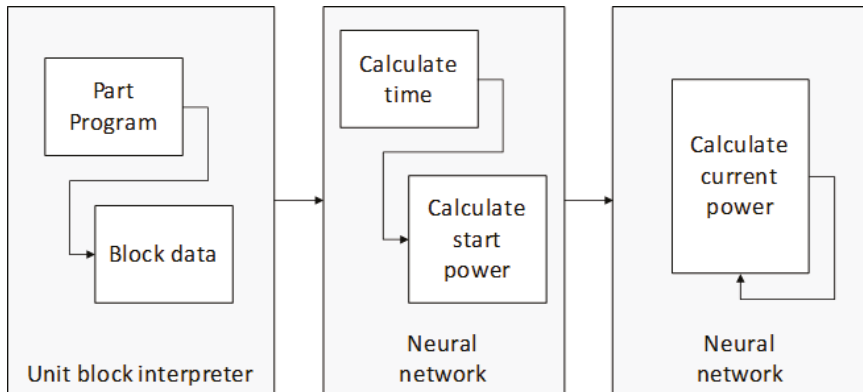 Part
Program
Block data
Unit block interpreter
Calculate
time
Calculate
start
power
Neural
network
Calculate
current
power
Neural
network